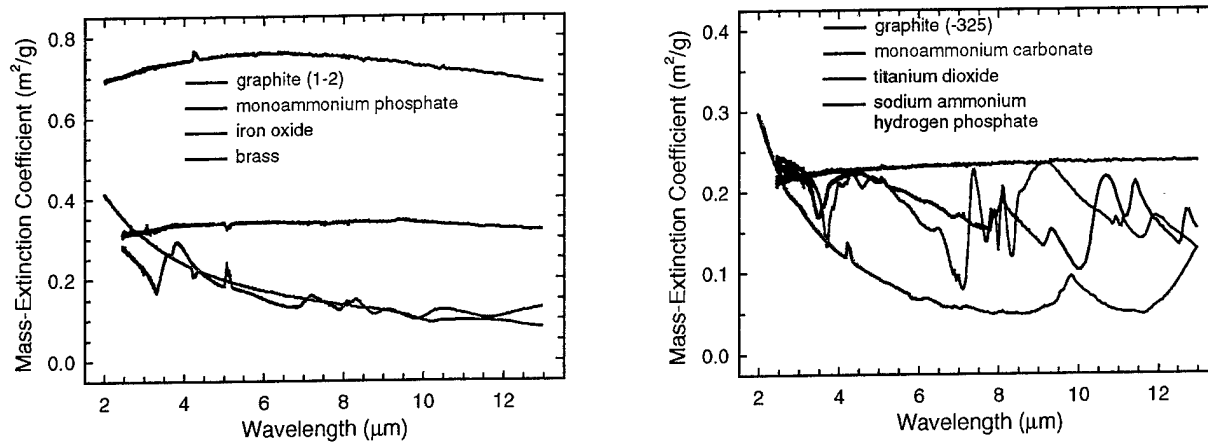 Mass-Extinction Coefficient (m²/g)
0.8
0.6
0.4
0.2
0.0
graphite (1-2)
monoammonium phosphate
iron oxide
brass
2 4 6 8 10 12
Wavelength (µm)
Mass-Extinction Coefficient (m²/g)
0.4
0.3
0.2
0.1
0.0
graphite (-325)
monoammonium carbonate
titanium dioxide
sodium ammonium
hydrogen phosphate
2 4 6 8 10 12
Wavelength (µm)